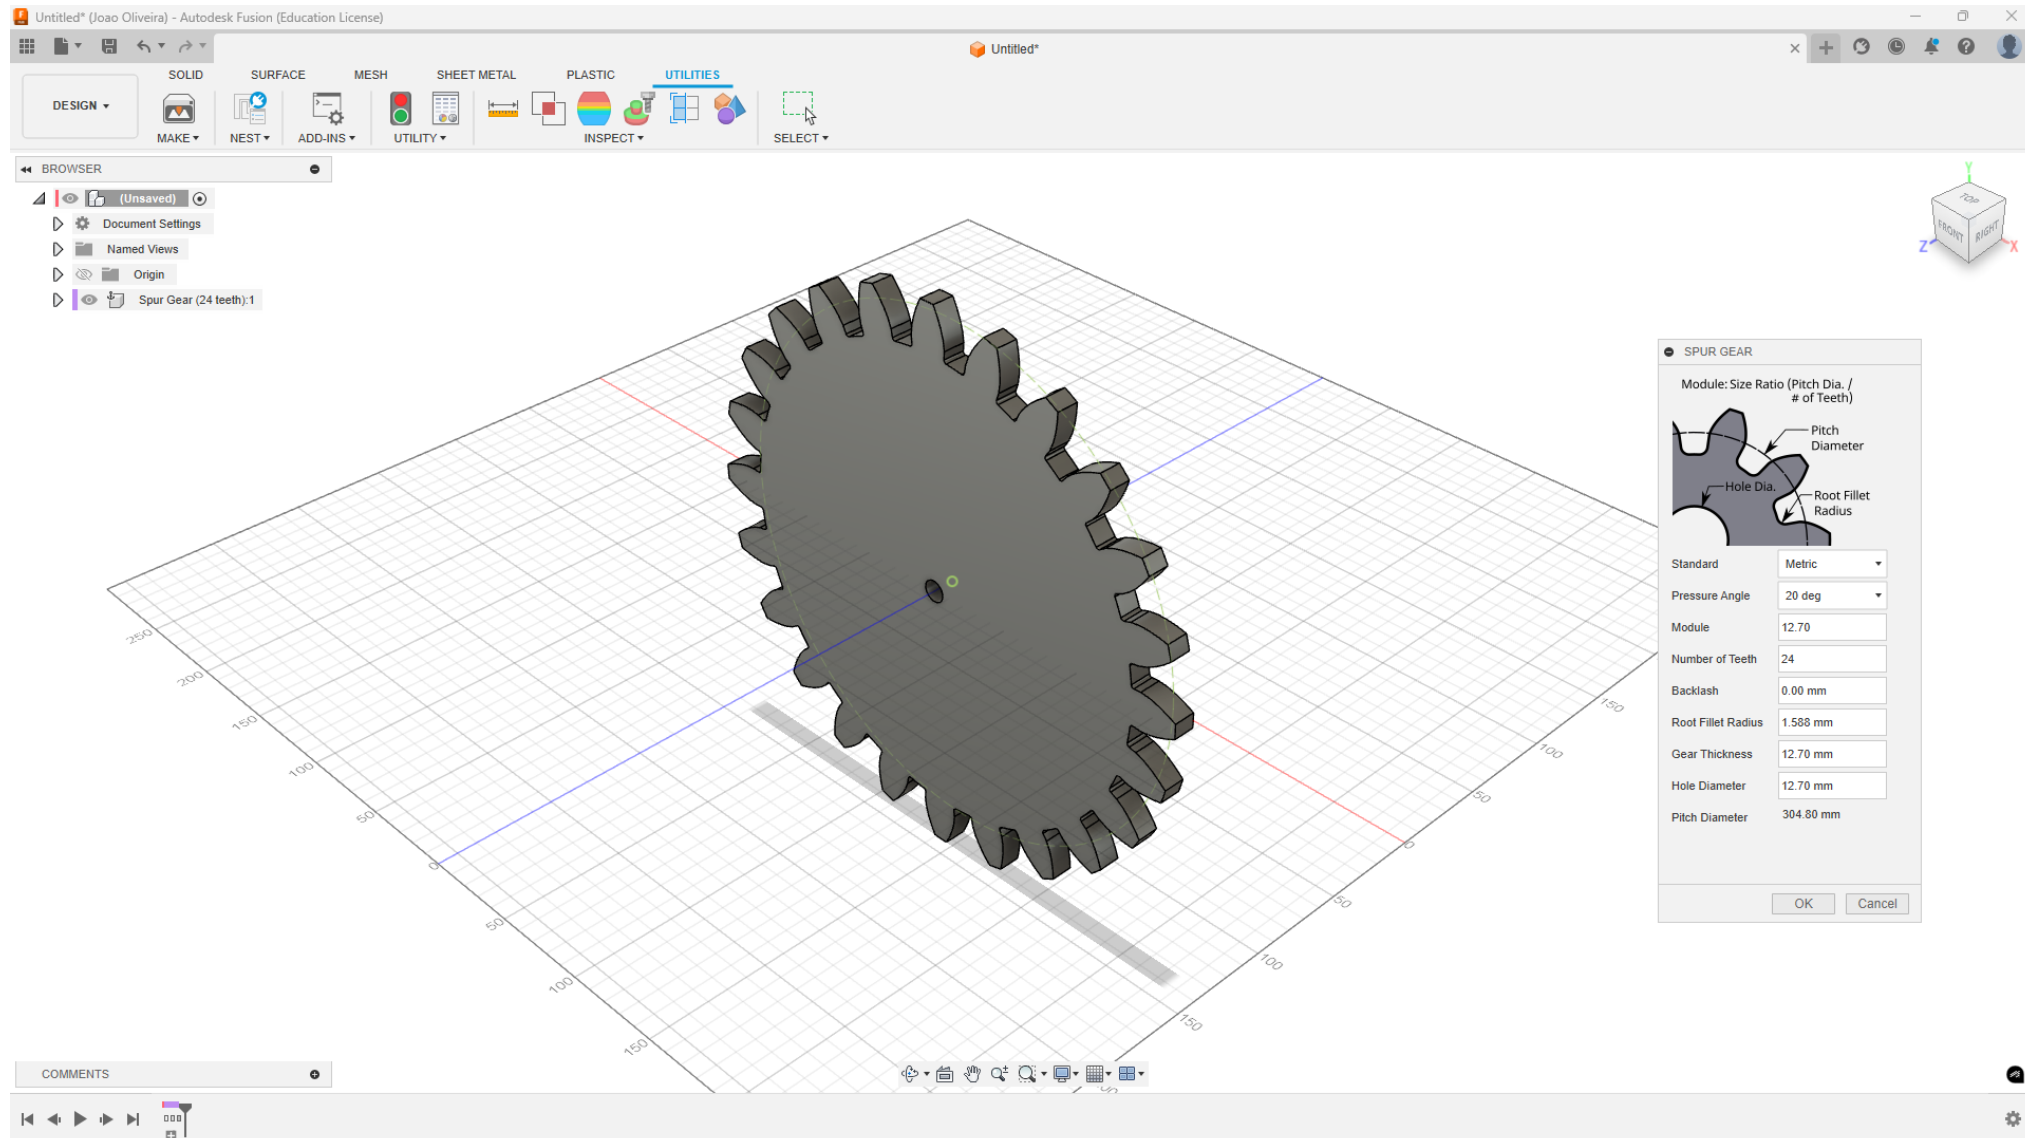 Untitled* (Joao Oliveira) - Autodesk Fusion (Education License)
Untitled*
SOLID SURFACE MESH SHEET METAL PLASTIC UTILITIES
DESIGN
MAKE NEST ADD-INS UTILITY INSPECT SELECT
BROWSER
(Unsaved)
Document Settings
Named Views
Origin
Spur Gear (24 teeth):1
Y
TOP
FRONT
RIGHT
Z
X
250
200
150
100
50
0
50
100
150
150
100
50
0
50
100
150
SPUR GEAR
Module: Size Ratio (Pitch Dia. /
# of Teeth)
Pitch
Diameter
Hole Dia.
Root Fillet
Radius
Standard Metric
Pressure Angle 20 deg
Module 12.70
Number of Teeth 24
Backlash 0.00 mm
Root Fillet Radius 1.588 mm
Gear Thickness 12.70 mm
Hole Diameter 12.70 mm
Pitch Diameter 304.80 mm
OK Cancel
COMMENTS